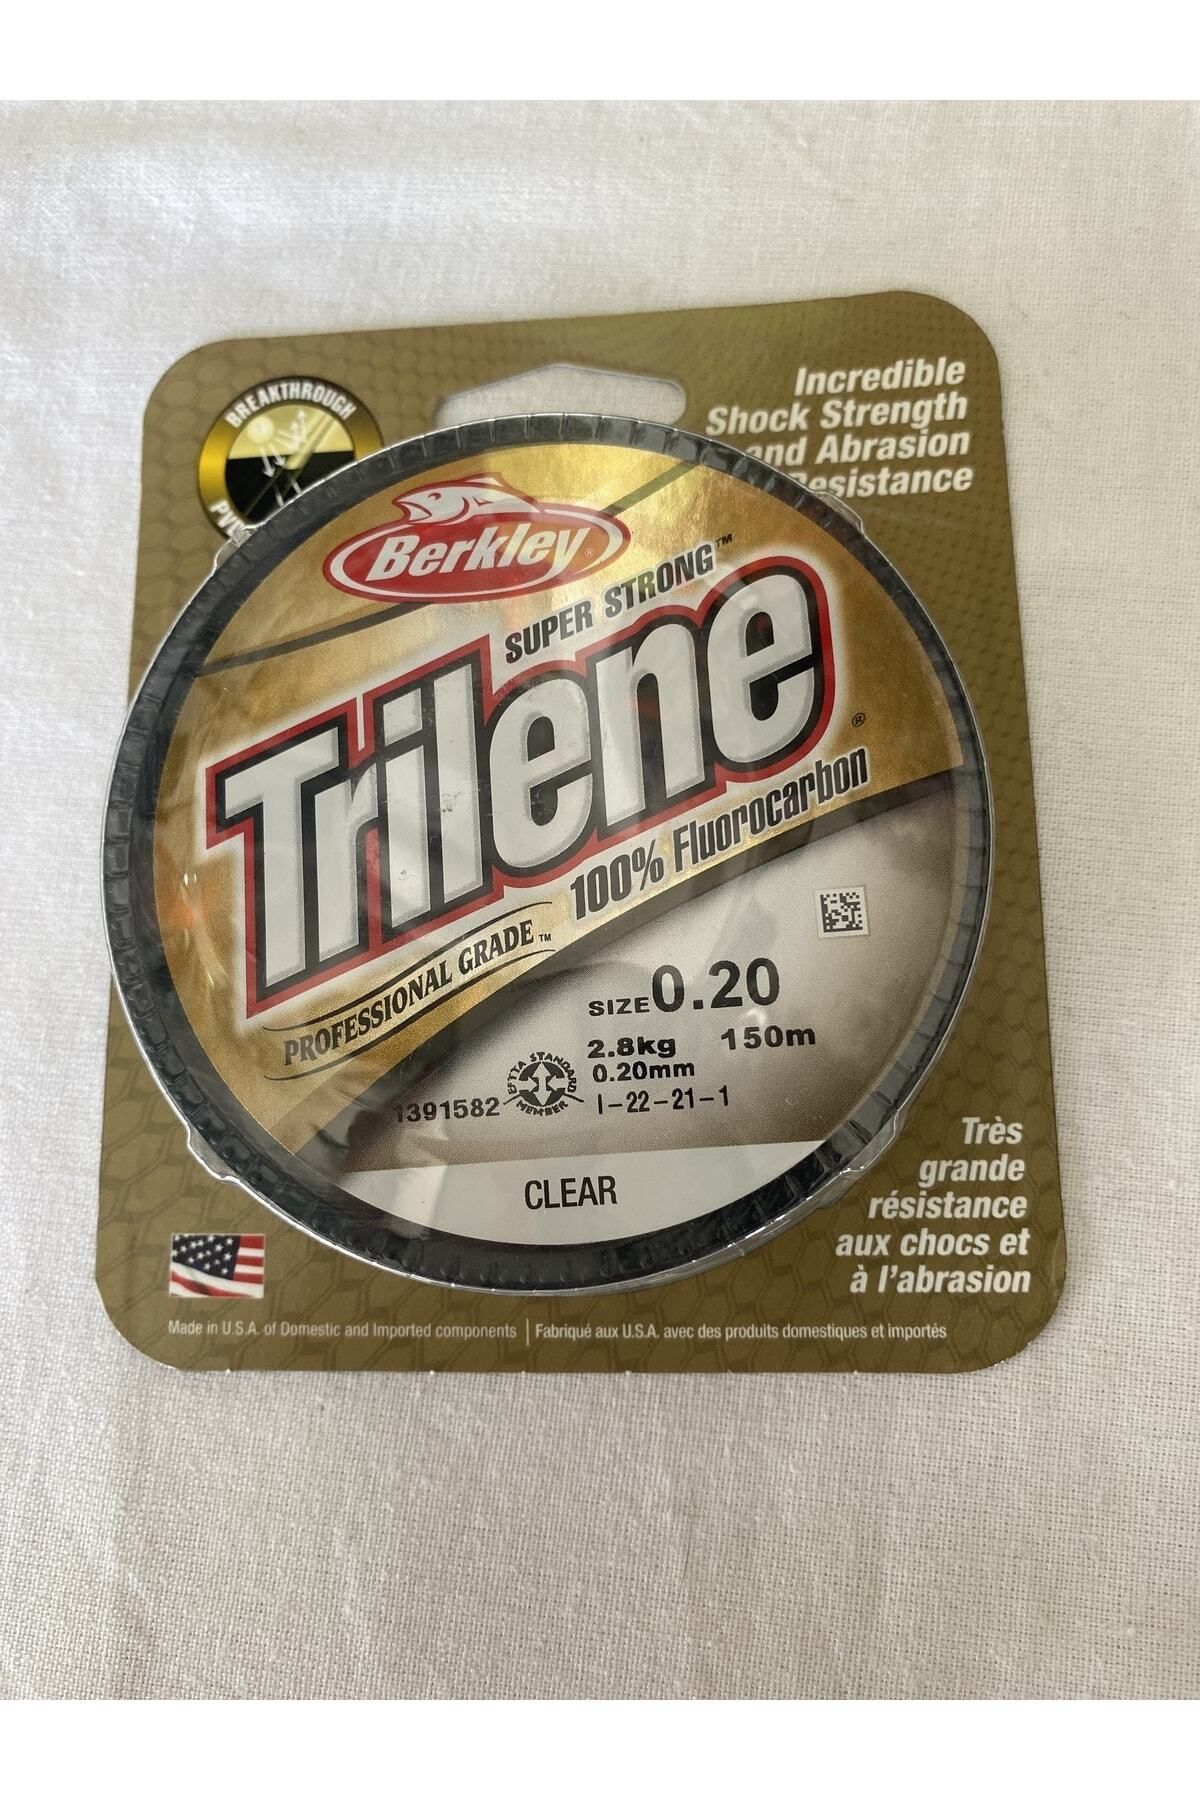 BREAKTHROUGH
Incredible
Shock Strength
and Abrasion
Resistance
Berkley®
SUPER STRONG™
Trilene®
100% Fluorocarbon
PROFESSIONAL GRADE™
SIZE 0.20
2.8kg 150m
0.20mm
1391582
EFTTA STANDARD MEMBER
I-22-21-1
CLEAR
Très
grande
résistance
aux chocs et
à l'abrasion
Made in U.S.A. of Domestic and Imported components | Fabriqué aux U.S.A. avec des produits domestiques et importés